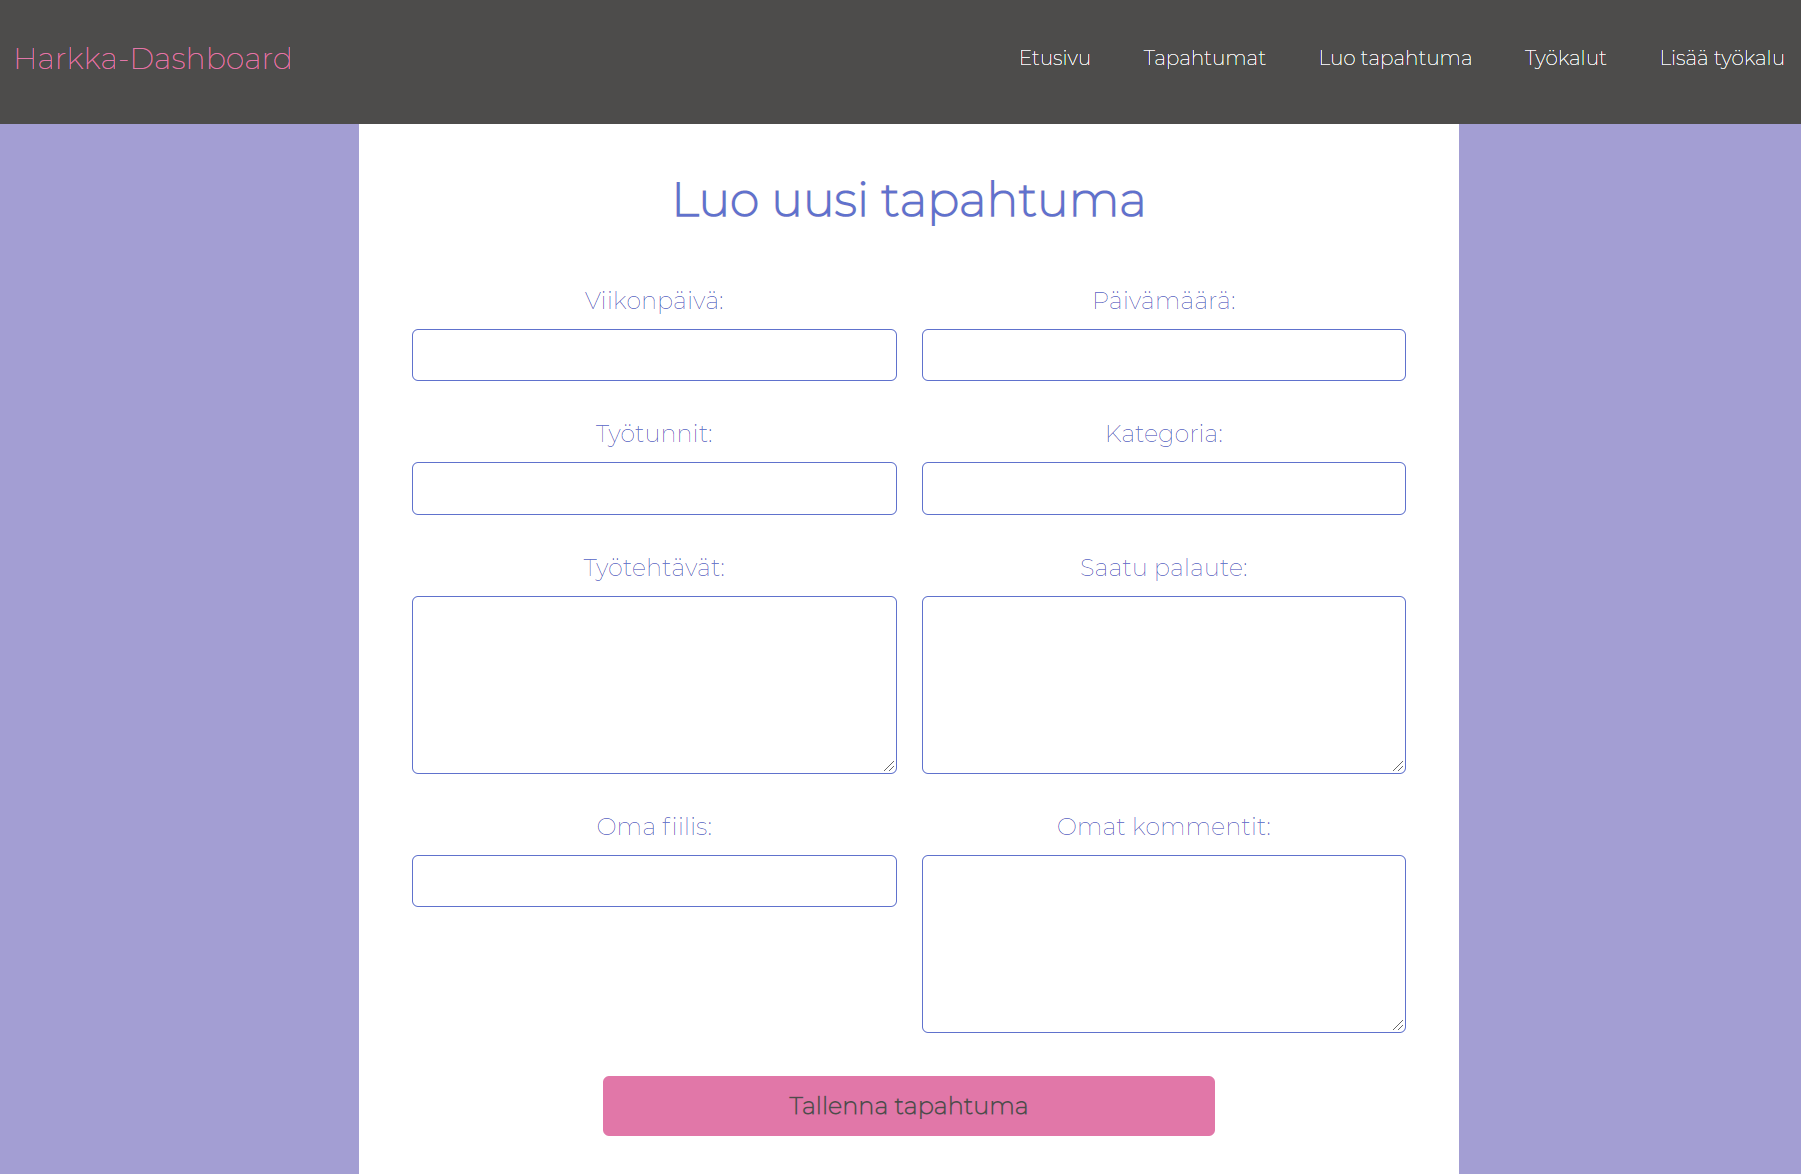 Harkka-Dashboard
Etusivu Tapahtumat Luo tapahtuma Työkalut Lisää työkalu
Luo uusi tapahtuma
Viikonpäivä: Päivämäärä:
Työtunnit: Kategoria:
Työtehtävät: Saatu palaute:
Oma fiilis: Omat kommentit:
Tallenna tapahtuma